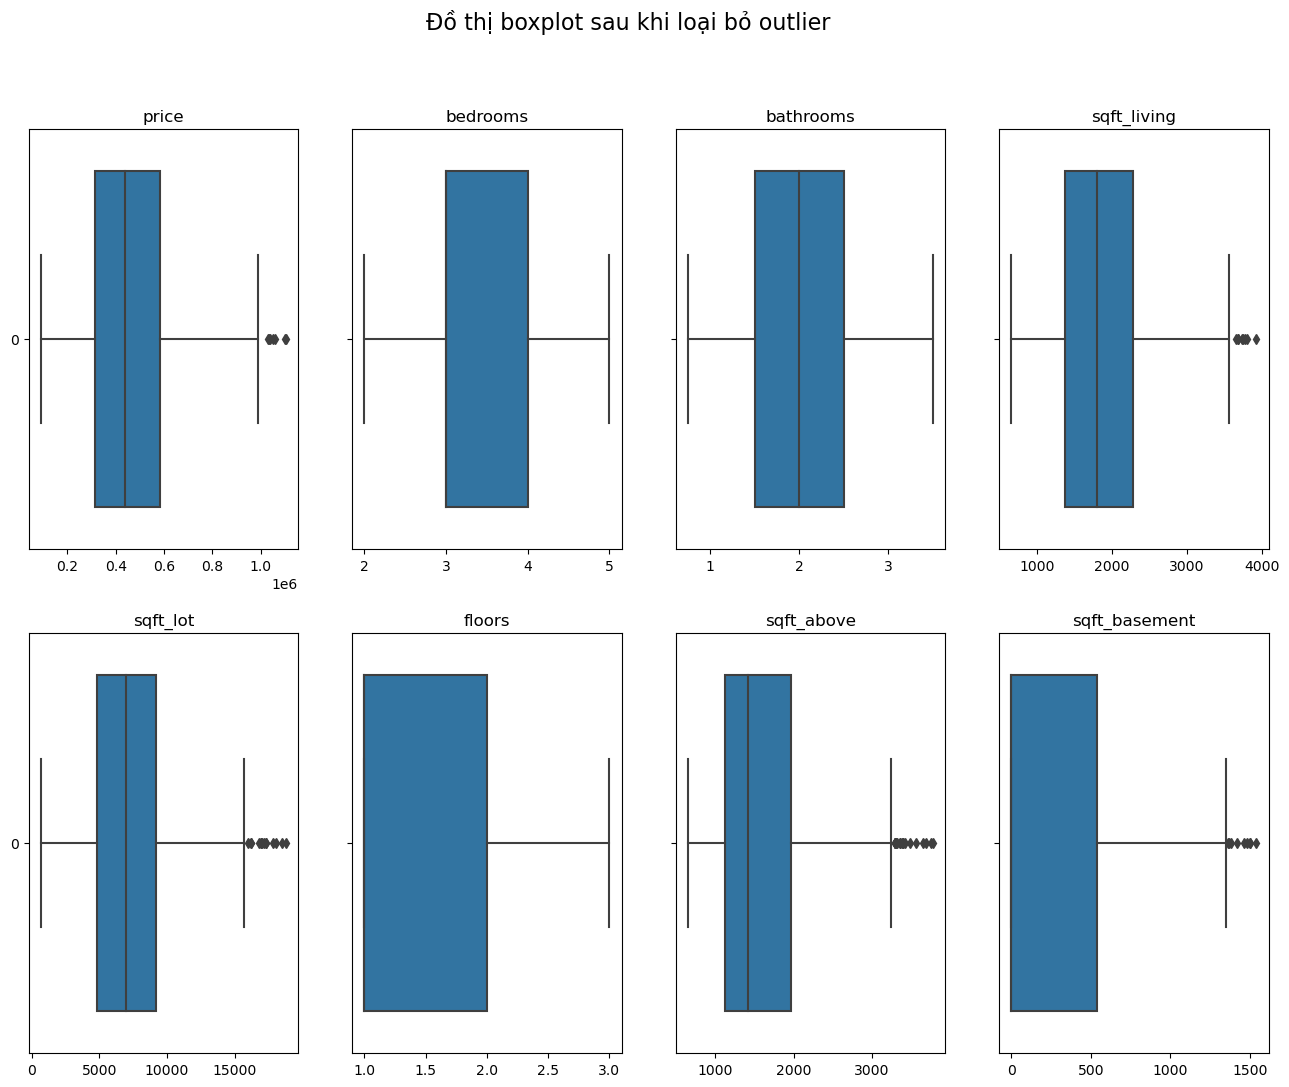 Đồ thị boxplot sau khi loại bỏ outlier
price
bedrooms
bathrooms
sqft_living
0
0.2 0.4 0.6 0.8 1.0
1e6
2 3 4 5
1 2 3
1000 2000 3000 4000
sqft_lot
floors
sqft_above
sqft_basement
0
0 5000 10000 15000
1.0 1.5 2.0 2.5 3.0
1000 2000 3000
0 500 1000 1500